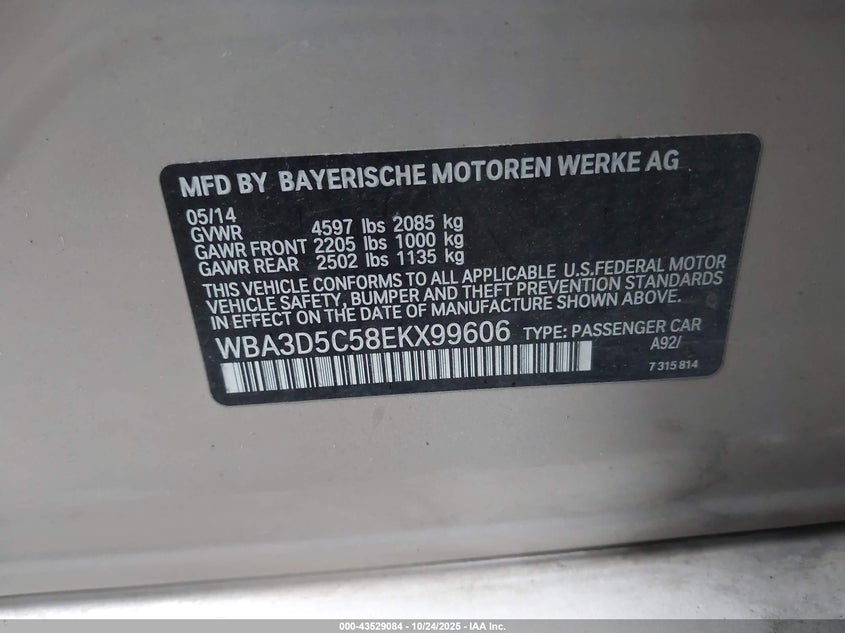 MFD BY BAYERISCHE MOTOREN WERKE AG
05/14
GVWR 4597 lbs 2085 kg
GAWR FRONT 2205 lbs 1000 kg
GAWR REAR 2502 lbs 1135 kg
THIS VEHICLE CONFORMS TO ALL APPLICABLE U.S.FEDERAL MOTOR
VEHICLE SAFETY, BUMPER AND THEFT PREVENTION STANDARDS
IN EFFECT ON THE DATE OF MANUFACTURE SHOWN ABOVE.
WBA3D5C58EKX99606 TYPE: PASSENGER CAR
A92/
7 315 814
000-43529084 - 10/24/2025 - IAA Inc.